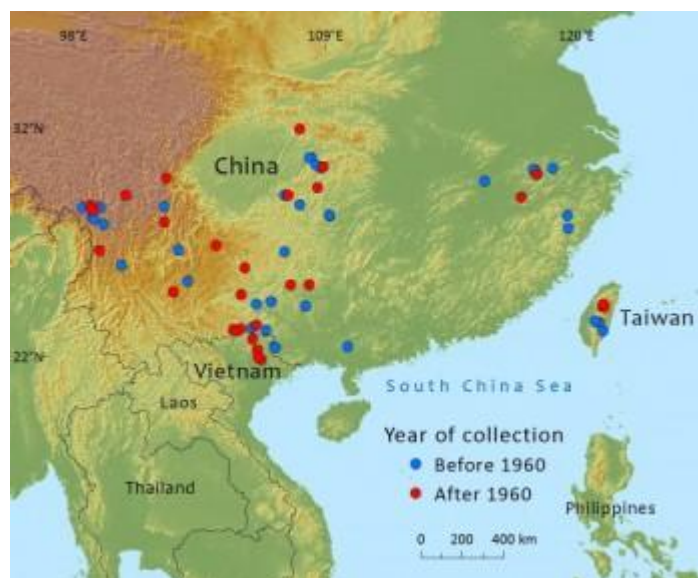 98°E 109°E 120°E
32°N
China
Taiwan
22°N
Vietnam
South China Sea
Laos
Year of collection
Before 1960
Thailand
After 1960
Philippines
0 200 400 km